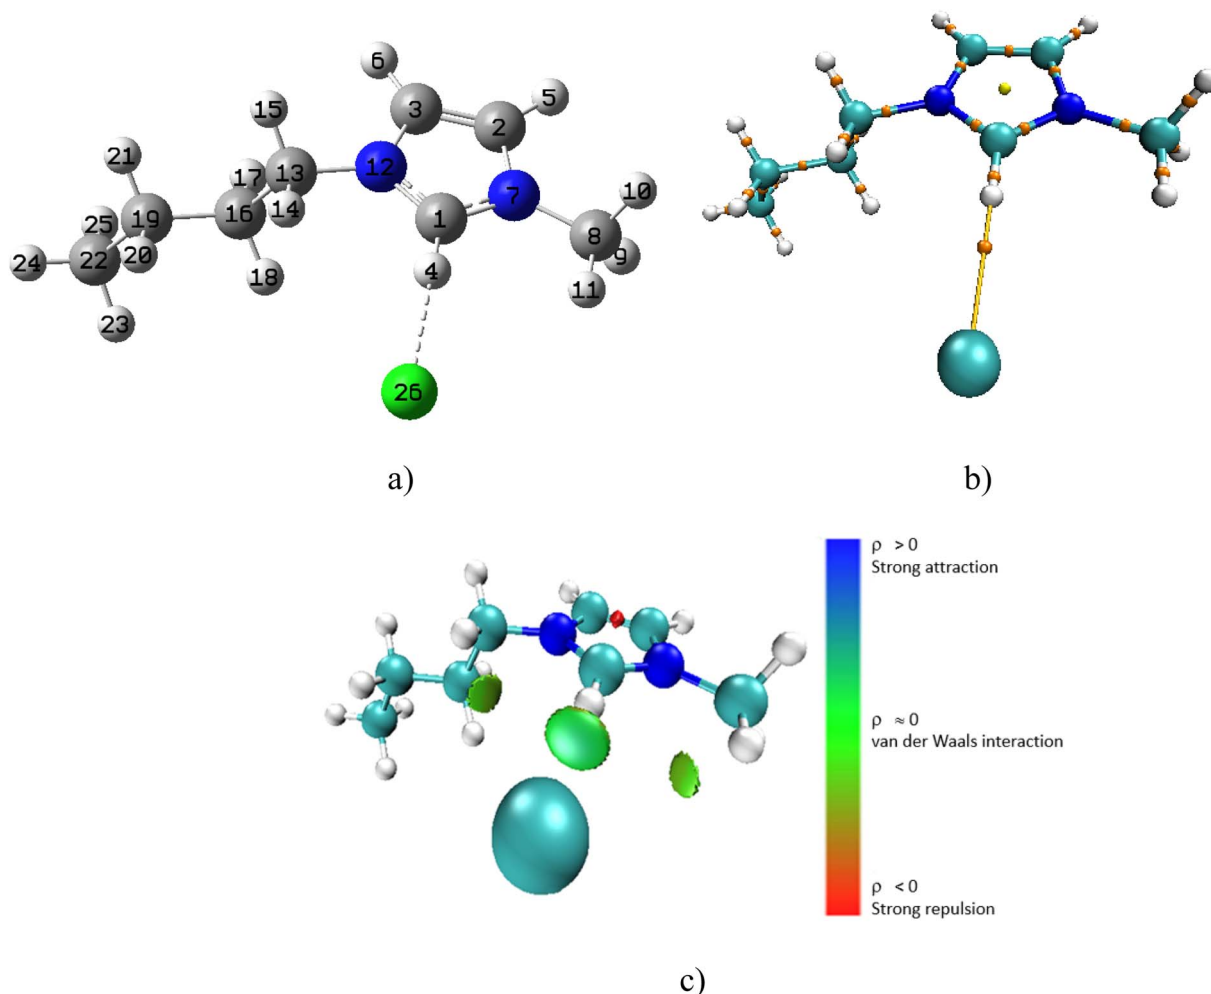 6
15
3
5
2
21
12
17
13
10
7
14
1
25
19
16
8
9
24
22
20
4
18
11
23
26
a)
b)
ρ > 0
Strong attraction
ρ ≈ 0
van der Waals interaction
ρ < 0
Strong repulsion
c)